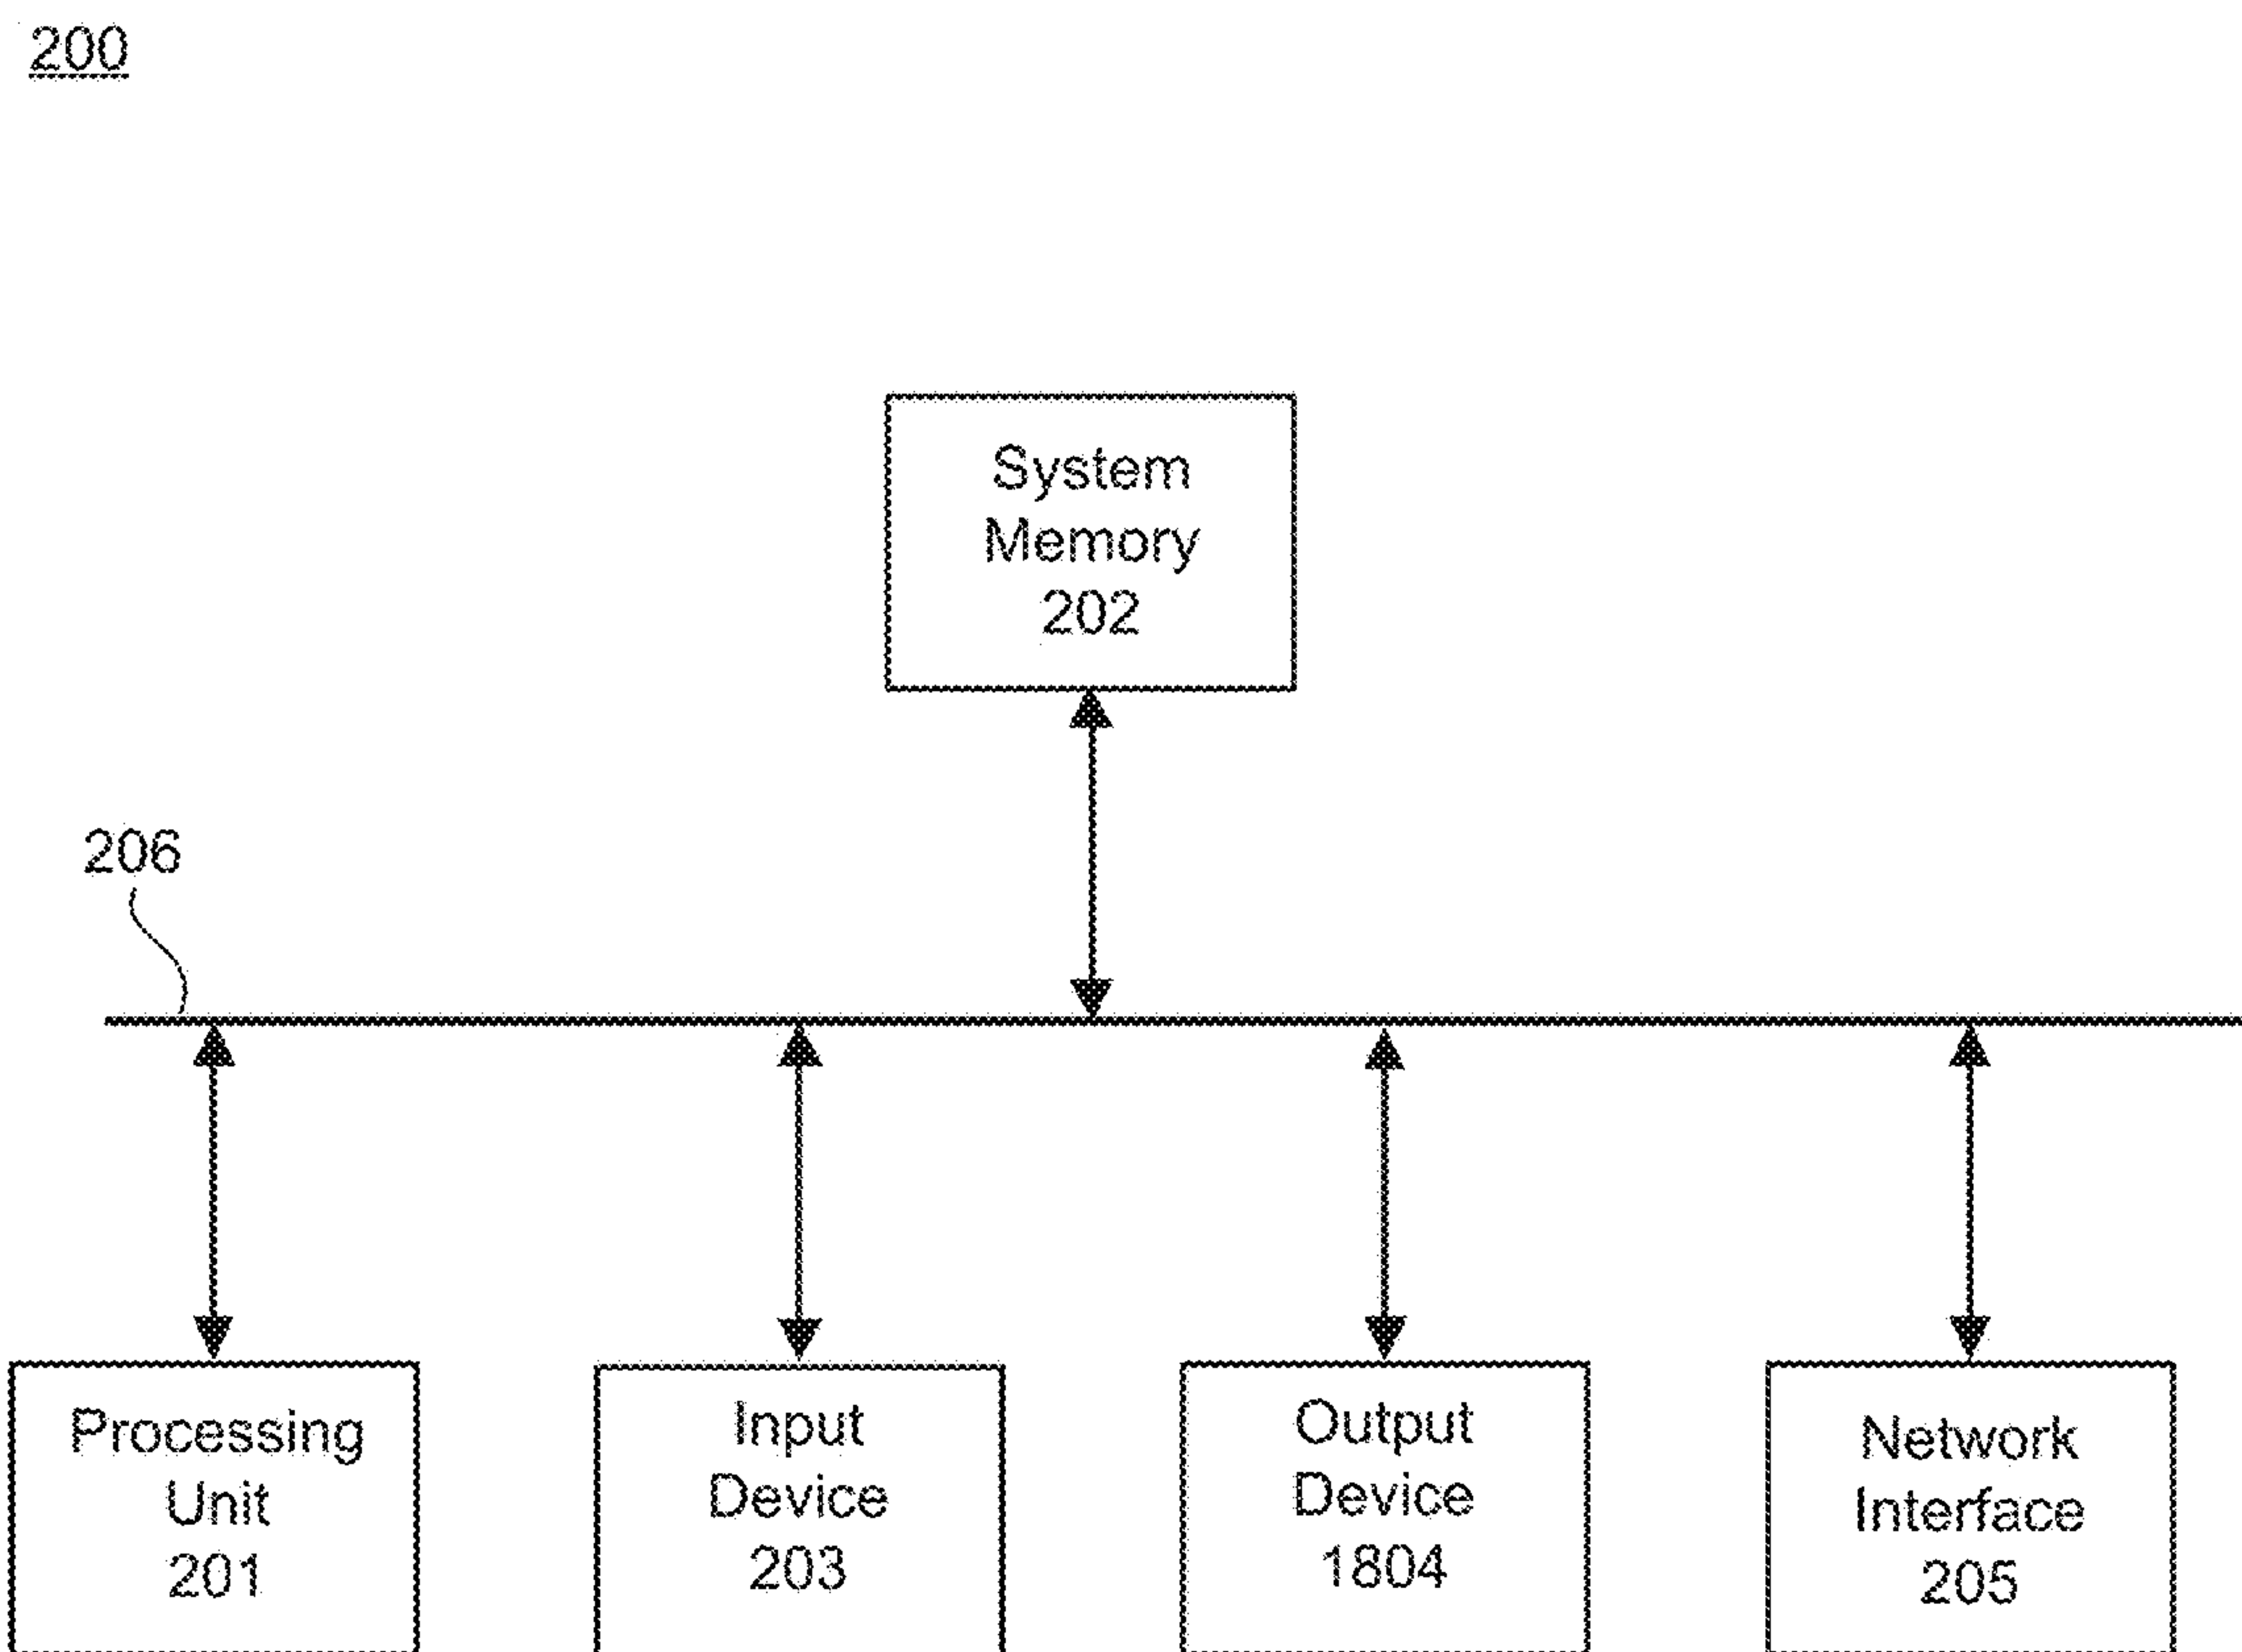 200
System
Memory
202
206
Processing
Unit
201
Input
Device
203
Output
Device
1804
Network
Interface
205